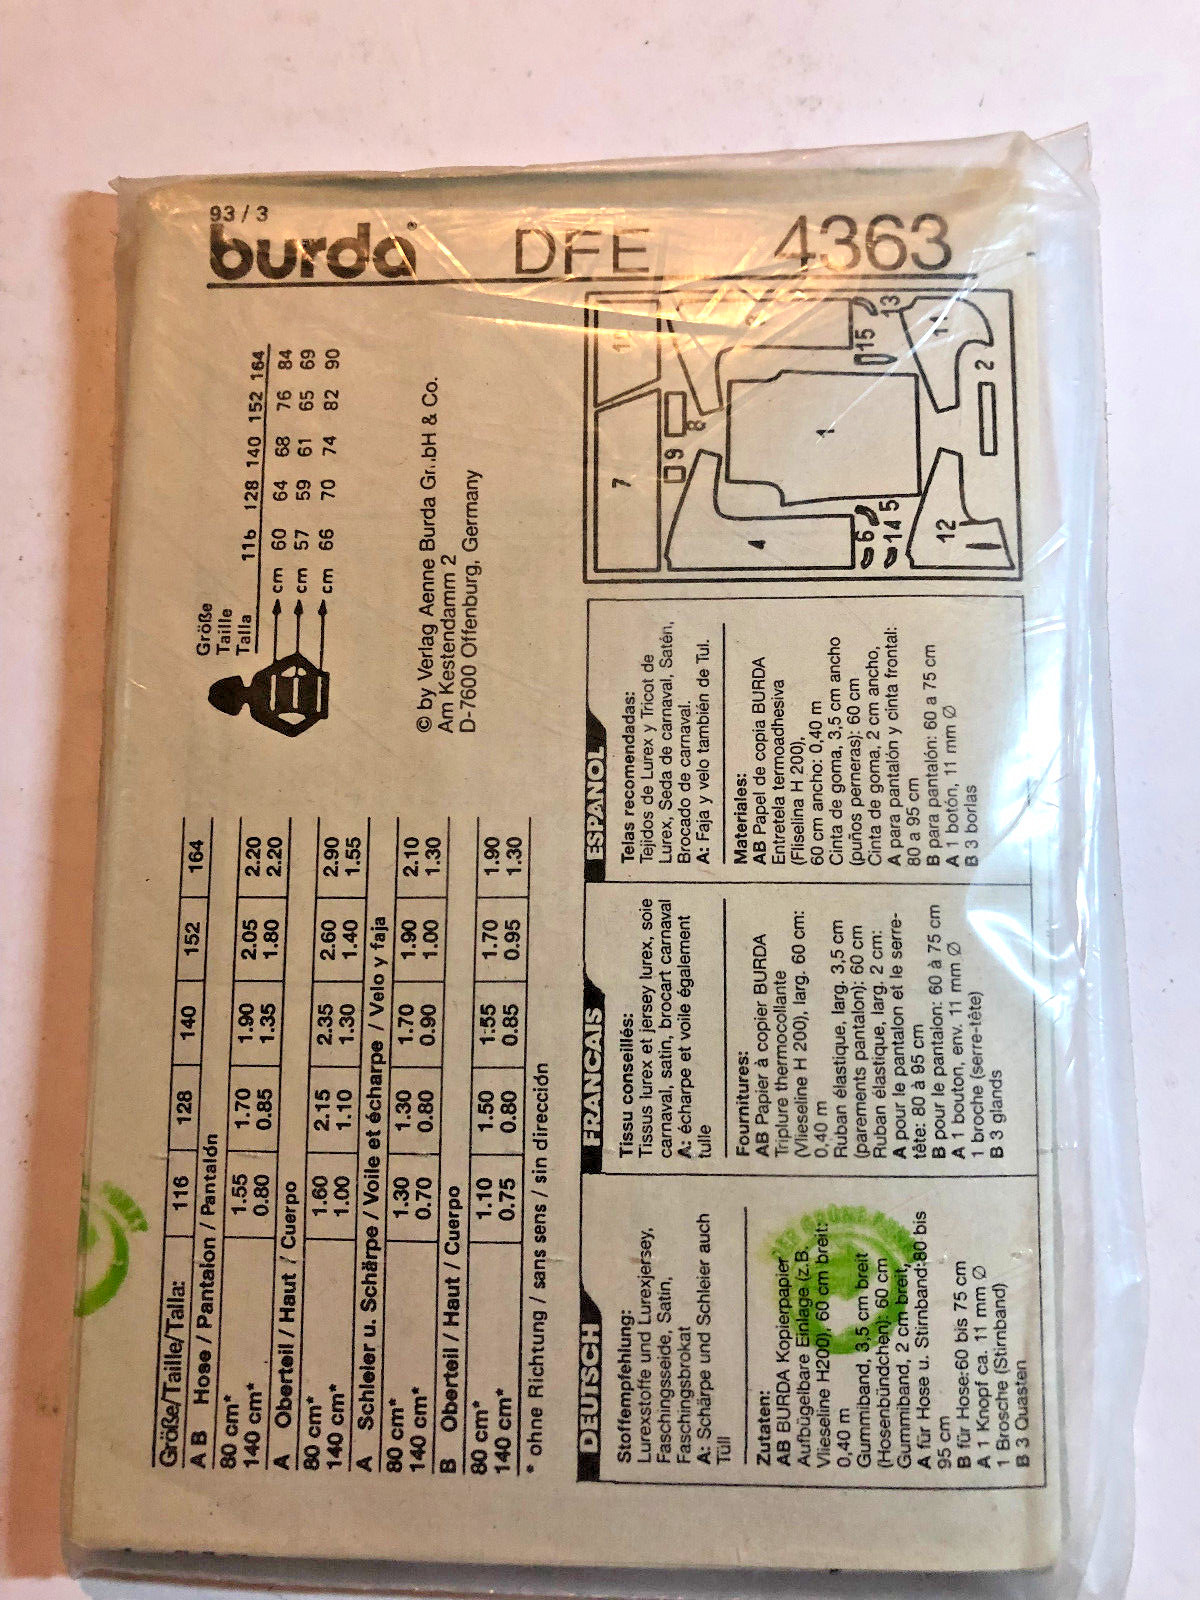 93 / 3
burda® DFE 4363
Größe/Taille/Talla: 116 128 140 152 164
A B Hose / Pantalon / Pantalón
80 cm* 1.55 1.70 1.90 2.05 2.20
140 cm* 0.80 0.85 1.35 1.80 2.20
A Oberteil / Haut / Cuerpo
80 cm* 1.60 2.15 2.35 2.60 2.90
140 cm* 1.00 1.10 1.30 1.40 1.55
A Schleier u. Schärpe / Voile et écharpe / Velo y faja
80 cm* 1.30 1.30 1.70 1.90 2.10
140 cm* 0.70 0.80 0.90 1.00 1.30
B Oberteil / Haut / Cuerpo
80 cm* 1.10 1.50 1.55 1.70 1.90
140 cm* 0.75 0.80 0.85 0.95 1.30
* ohne Richtung / sans sens / sin dirección
Größe
Taille
Talla 116 128 140 152 164
cm 60 64 68 76 84
cm 57 59 61 65 69
cm 66 70 74 82 90
© by Verlag Aenne Burda GmbH & Co.
Am Kestendamm 2
D-7600 Offenburg, Germany
DEUTSCH
Stoffempfehlung:
Lurexstoffe und Lurexjersey,
Faschingsseide, Satin,
Faschingsbrokat
A: Schärpe und Schleier auch
Tüll
Zutaten:
AB BURDA Kopierpapier
Aufbügelbare Einlage (z.B.
Vlieseline H200), 60 cm breit:
0,40 m
Gummiband, 3,5 cm breit
(Hosenbündchen): 60 cm
Gummiband, 2 cm breit,
A für Hose u. Stirnband:80 bis
95 cm
B für Hose:60 bis 75 cm
A 1 Knopf ca. 11 mm Ø
1 Brosche (Stirnband)
B 3 Quasten
FRANCAIS
Tissu conseillés:
Tissus lurex et jersey lurex, soie
carnaval, satin, brocart carnaval
A: écharpe et voile également
tulle
Fournitures:
AB Papier à copier BURDA
Triplure thermocollante
(Vlieseline H 200), larg. 60 cm:
0,40 m
Ruban élastique, larg. 3,5 cm
(parements pantalon): 60 cm
Ruban élastique, larg. 2 cm:
A pour le pantalon et le serre-
tête: 80 à 95 cm
B pour le pantalon: 60 à 75 cm
A 1 bouton, env. 11 mm Ø
1 broche (serre-tête)
B 3 glands
ESPAÑOL
Telas recomendadas:
Tejidos de Lurex y Tricot de
Lurex, Seda de carnaval, Satén,
Brocado de carnaval.
A: Faja y velo también de Tul.
Materiales:
AB Papel de copia BURDA
Entretela termoadhesiva
(Fliselina H 200),
60 cm ancho: 0,40 m
Cinta de goma, 3,5 cm ancho
(puños perneras): 60 cm
Cinta de goma, 2 cm ancho,
A para pantalón y cinta frontal:
80 a 95 cm
B para pantalón: 60 a 75 cm
A 1 botón, 11 mm Ø
B 3 borlas
7
9
8
15
13
11
1
2
4
6
14
5
12